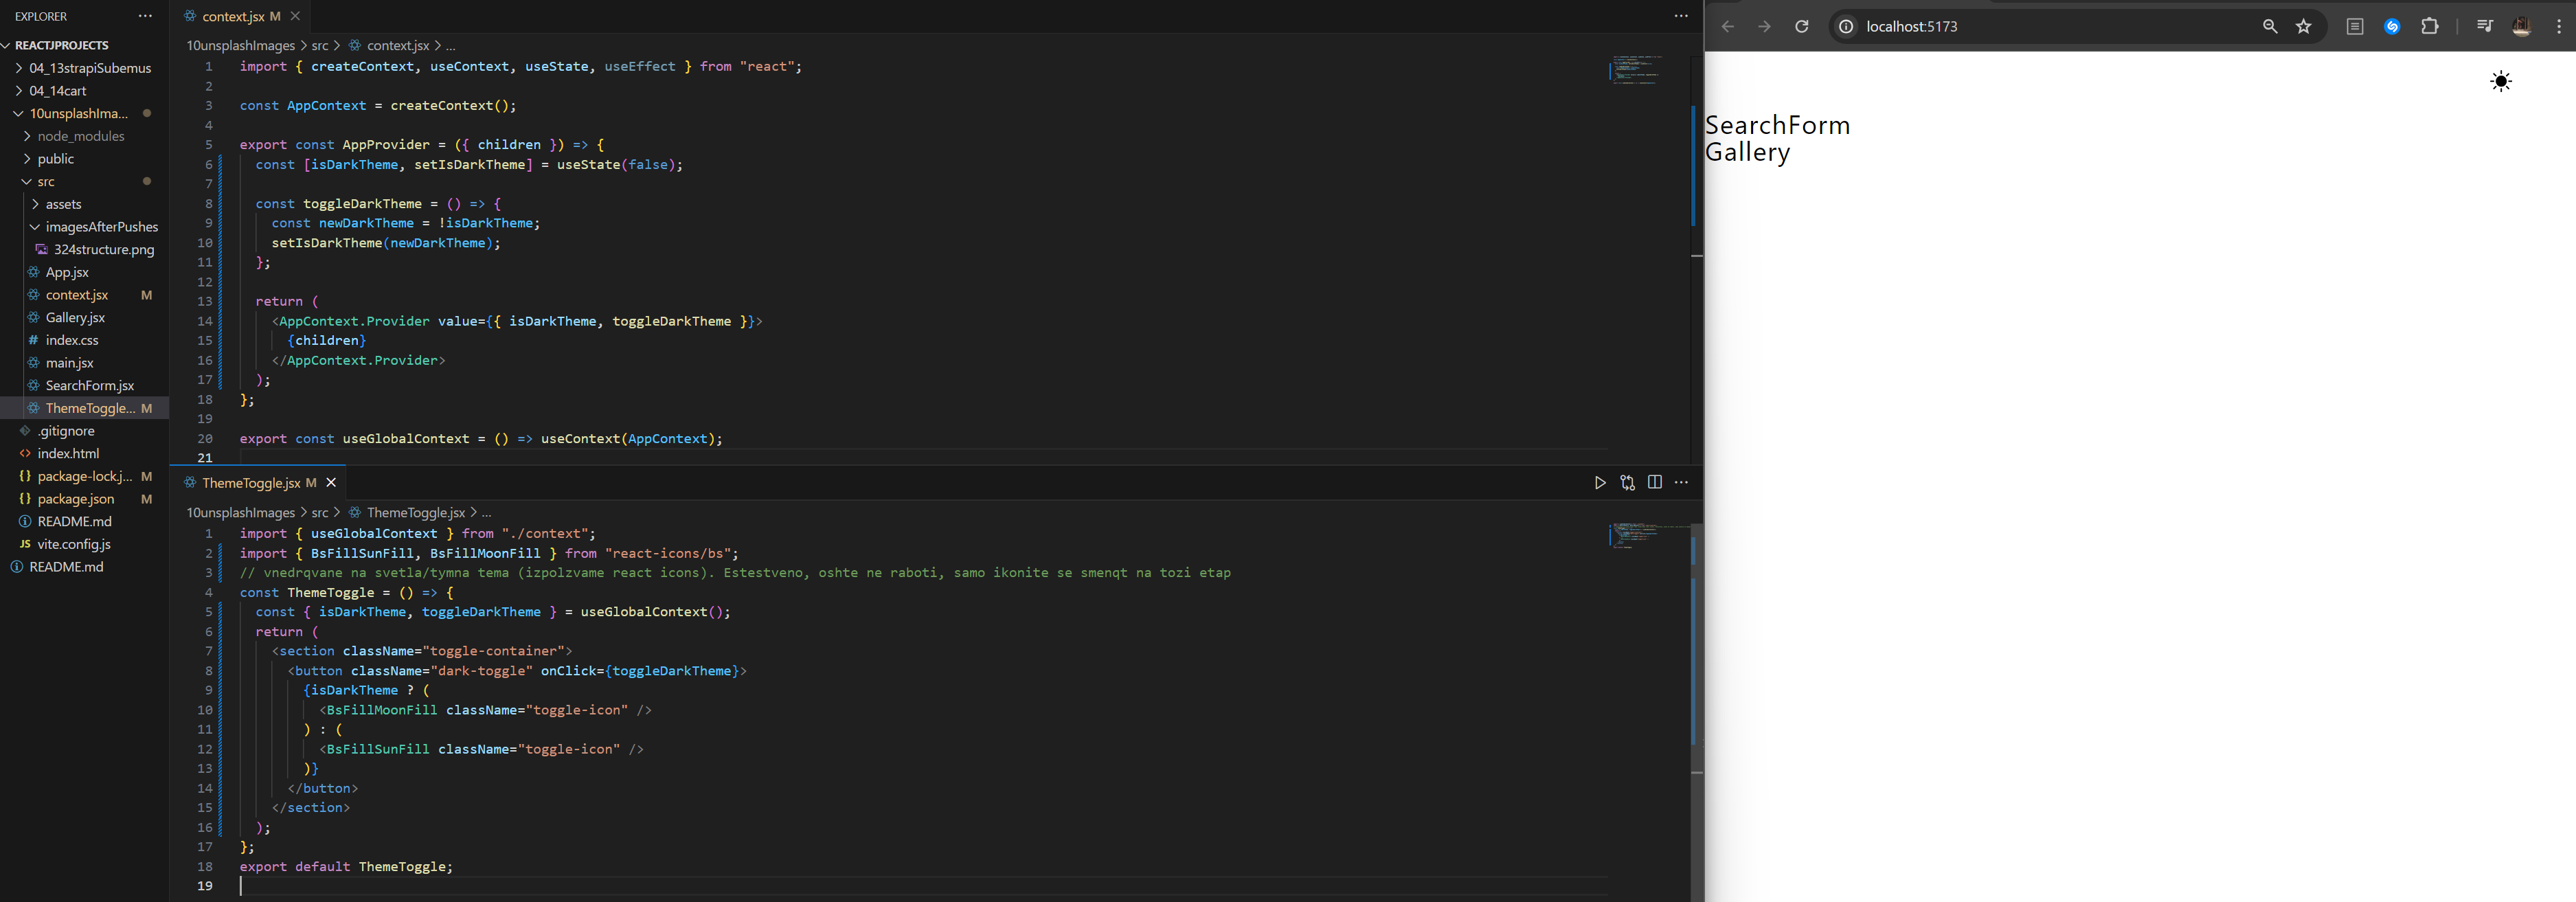 EXPLORER
REACTJPROJECTS
04_13strapiSubemus
04_14cart
10unsplashIma...
node_modules
public
src
assets
imagesAfterPushes
324structure.png
App.jsx
context.jsx M
Gallery.jsx
index.css
main.jsx
SearchForm.jsx
ThemeToggle... M
.gitignore
index.html
package-lock.j... M
package.json M
README.md
JS vite.config.js
README.md
context.jsx M
10unsplashImages > src > context.jsx > ...
1 import { createContext, useContext, useState, useEffect } from "react";
2
3 const AppContext = createContext();
4
5 export const AppProvider = ({ children }) => {
6 const [isDarkTheme, setIsDarkTheme] = useState(false);
7
8 const toggleDarkTheme = () => {
9 const newDarkTheme = !isDarkTheme;
10 setIsDarkTheme(newDarkTheme);
11 };
12
13 return (
14 <AppContext.Provider value={{ isDarkTheme, toggleDarkTheme }}>
15 {children}
16 </AppContext.Provider>
17 );
18 };
19
20 export const useGlobalContext = () => useContext(AppContext);
21
ThemeToggle.jsx M
10unsplashImages > src > ThemeToggle.jsx > ...
1 import { useGlobalContext } from "./context";
2 import { BsFillSunFill, BsFillMoonFill } from "react-icons/bs";
3 // vnedrqvane na svetla/tymna tema (izpolzvame react icons). Estestveno, oshte ne raboti, samo ikonite se smenqt na tozi etap
4 const ThemeToggle = () => {
5 const { isDarkTheme, toggleDarkTheme } = useGlobalContext();
6 return (
7 <section className="toggle-container">
8 <button className="dark-toggle" onClick={toggleDarkTheme}>
9 {isDarkTheme ? (
10 <BsFillMoonFill className="toggle-icon" />
11 ) : (
12 <BsFillSunFill className="toggle-icon" />
13 )}
14 </button>
15 </section>
16 );
17 };
18 export default ThemeToggle;
19
localhost:5173
SearchForm
Gallery